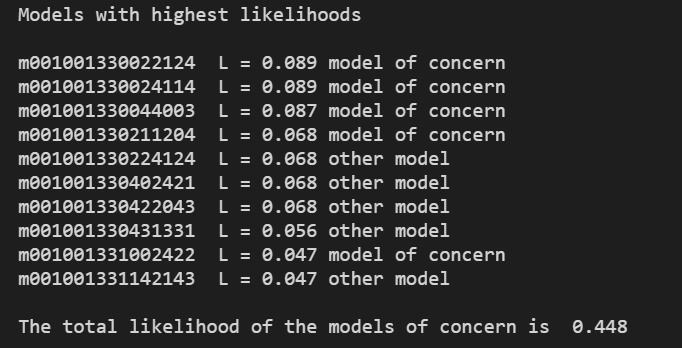 Models with highest likelihoods
m001001330022124 L = 0.089 model of concern
m001001330024114 L = 0.089 model of concern
m001001330044003 L = 0.087 model of concern
m001001330211204 L = 0.068 model of concern
m001001330224124 L = 0.068 other model
m001001330402421 L = 0.068 other model
m001001330422043 L = 0.068 other model
m001001330431331 L = 0.056 other model
m001001331002422 L = 0.047 model of concern
m001001331142143 L = 0.047 other model
The total likelihood of the models of concern is 0.448